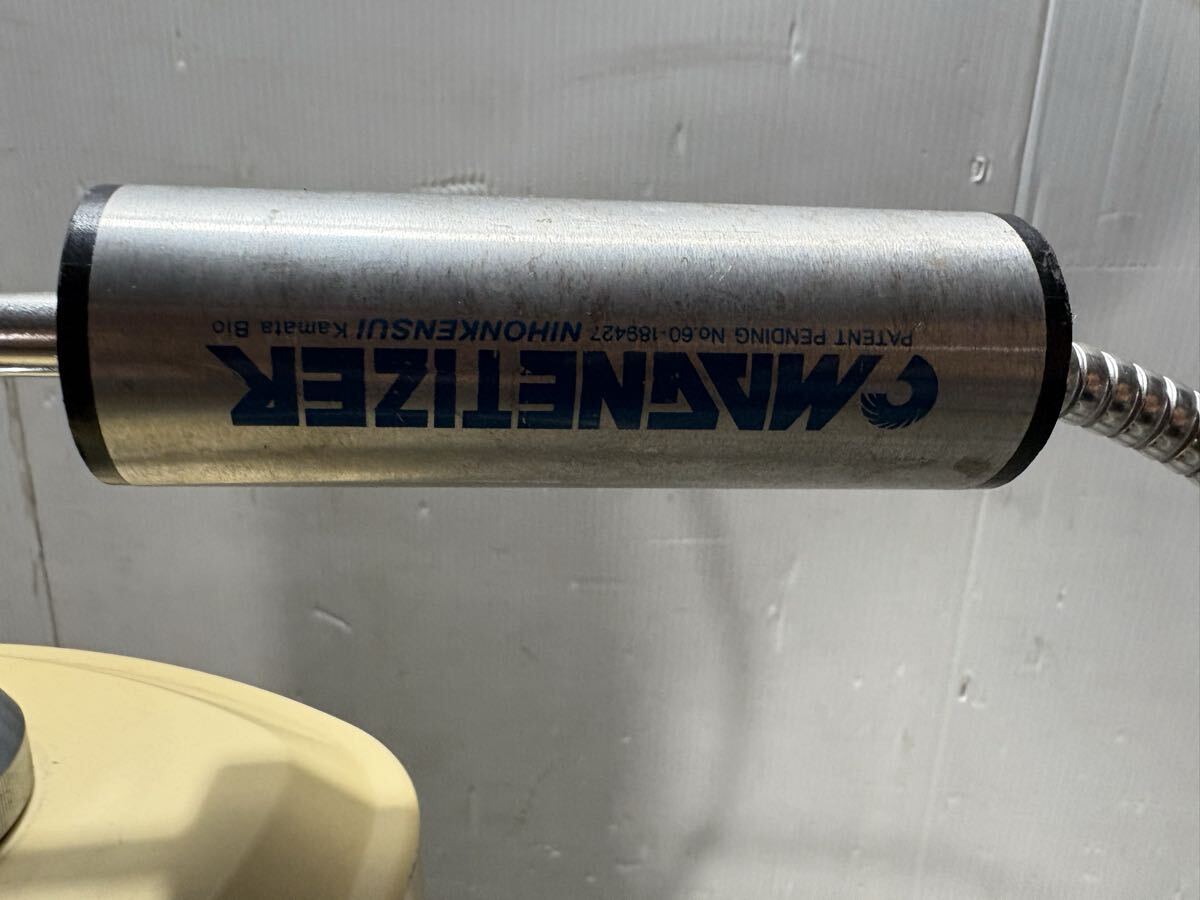 MAGNETIZER
PATENT PENDING No.60-189427 NIHONKENSUI Kamata Bio